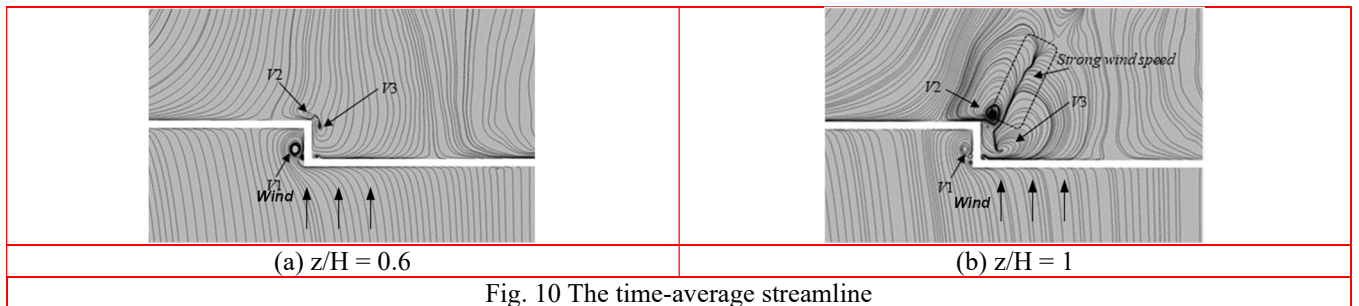 V2
V3
V1
Wind
Strong wind speed
V2
V3
V1
Wind
(a) z/H = 0.6
(b) z/H = 1
Fig. 10 The time-average streamline